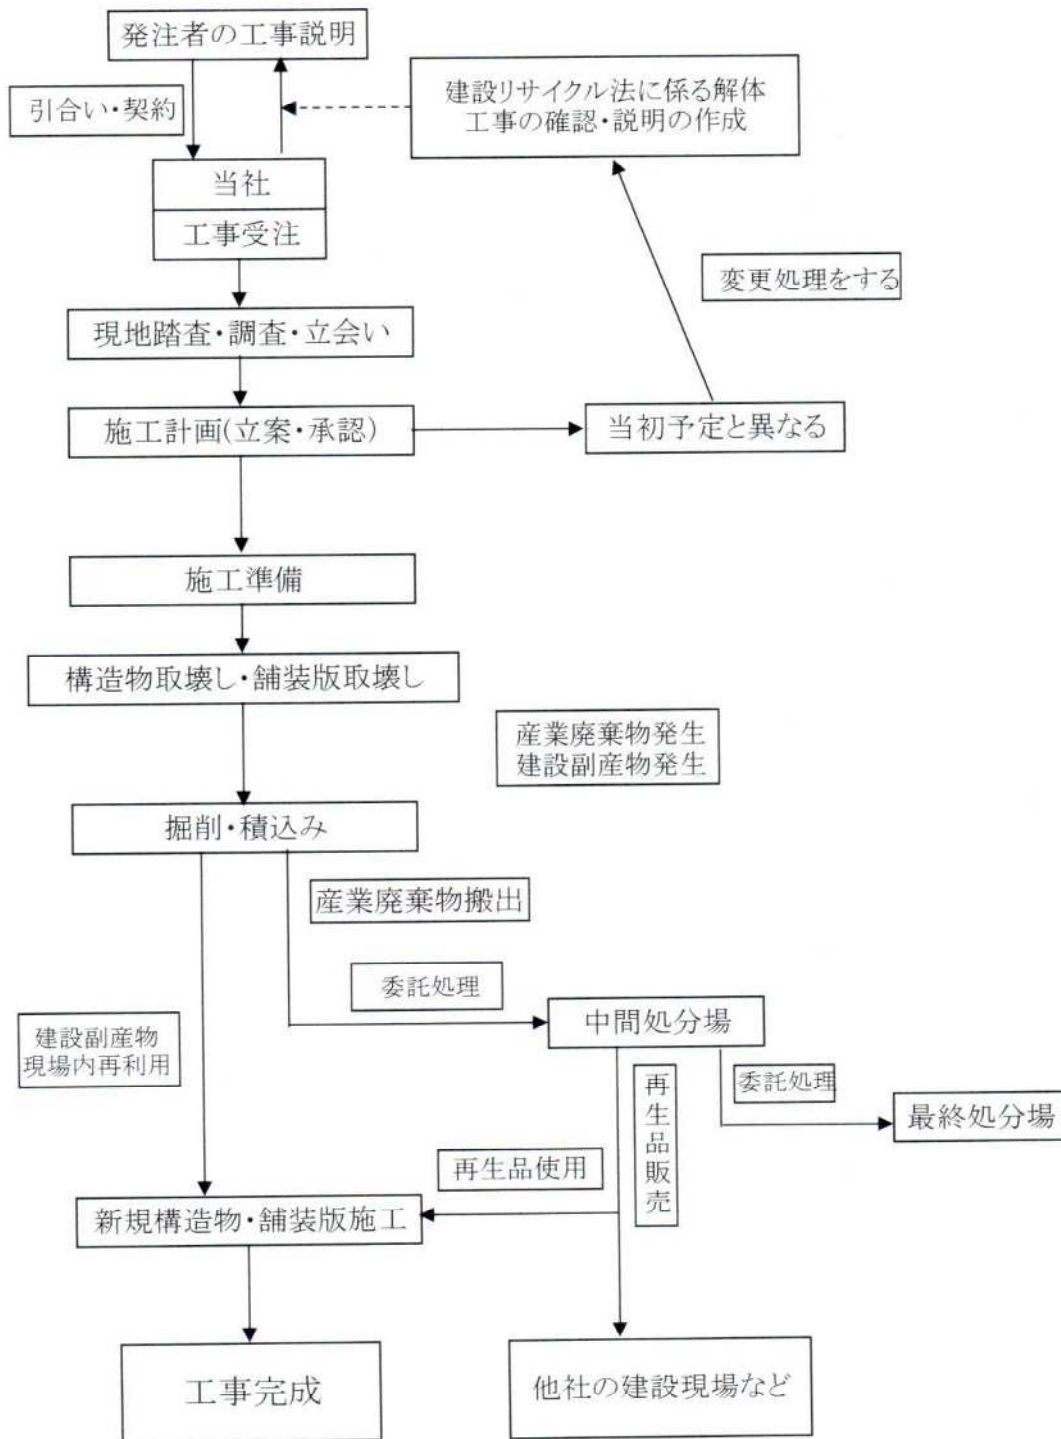 発注者の工事説明
引合い・契約
建設リサイクル法に係る解体
工事の確認・説明の作成
当社
工事受注
変更処理をする
現地踏査・調査・立会い
施工計画(立案・承認)
当初予定と異なる
施工準備
構造物取壊し・舗装版取壊し
産業廃棄物発生
建設副産物発生
掘削・積込み
産業廃棄物搬出
委託処理
中間処分場
建設副産物
現場内再利用
再生品販売
委託処理
最終処分場
再生品使用
新規構造物・舗装版施工
工事完成
他社の建設現場など